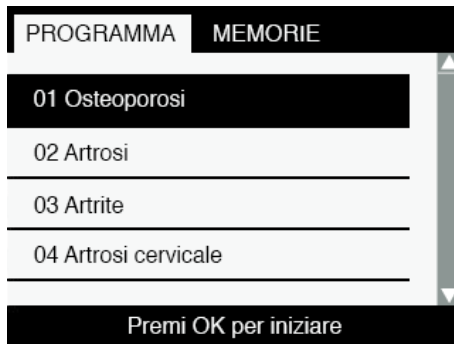 PROGRAMMA MEMORIE
01 Osteoporosi
02 Artrosi
03 Artrite
04 Artrosi cervicale
Premi OK per iniziare